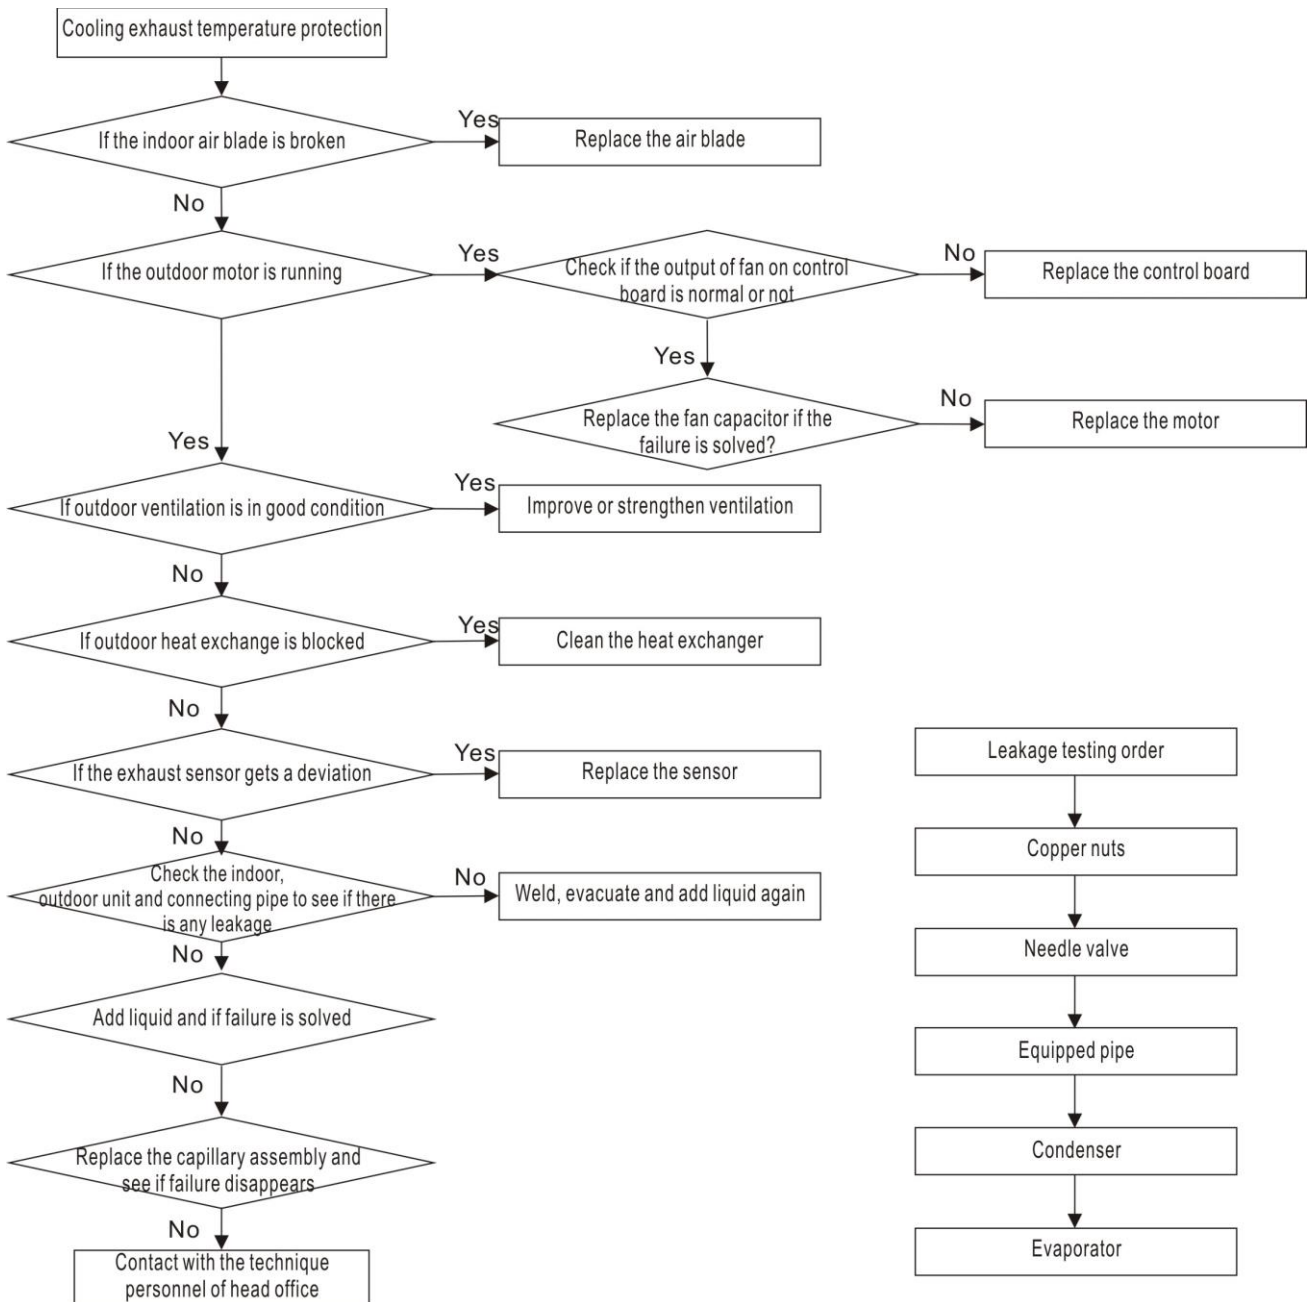 Cooling exhaust temperature protection
If the indoor air blade is broken
Yes
Replace the air blade
No
If the outdoor motor is running
Yes
Check if the output of fan on control
board is normal or not
No
Replace the control board
Yes
Replace the fan capacitor if the
failure is solved?
No
Replace the motor
Yes
If outdoor ventilation is in good condition
Yes
Improve or strengthen ventilation
No
If outdoor heat exchange is blocked
Yes
Clean the heat exchanger
No
If the exhaust sensor gets a deviation
Yes
Replace the sensor
No
Check the indoor,
outdoor unit and connecting pipe to see if there
is any leakage
No
Weld, evacuate and add liquid again
No
Add liquid and if failure is solved
No
Replace the capillary assembly and
see if failure disappears
No
Contact with the technique
personnel of head office
Leakage testing order
Copper nuts
Needle valve
Equipped pipe
Condenser
Evaporator